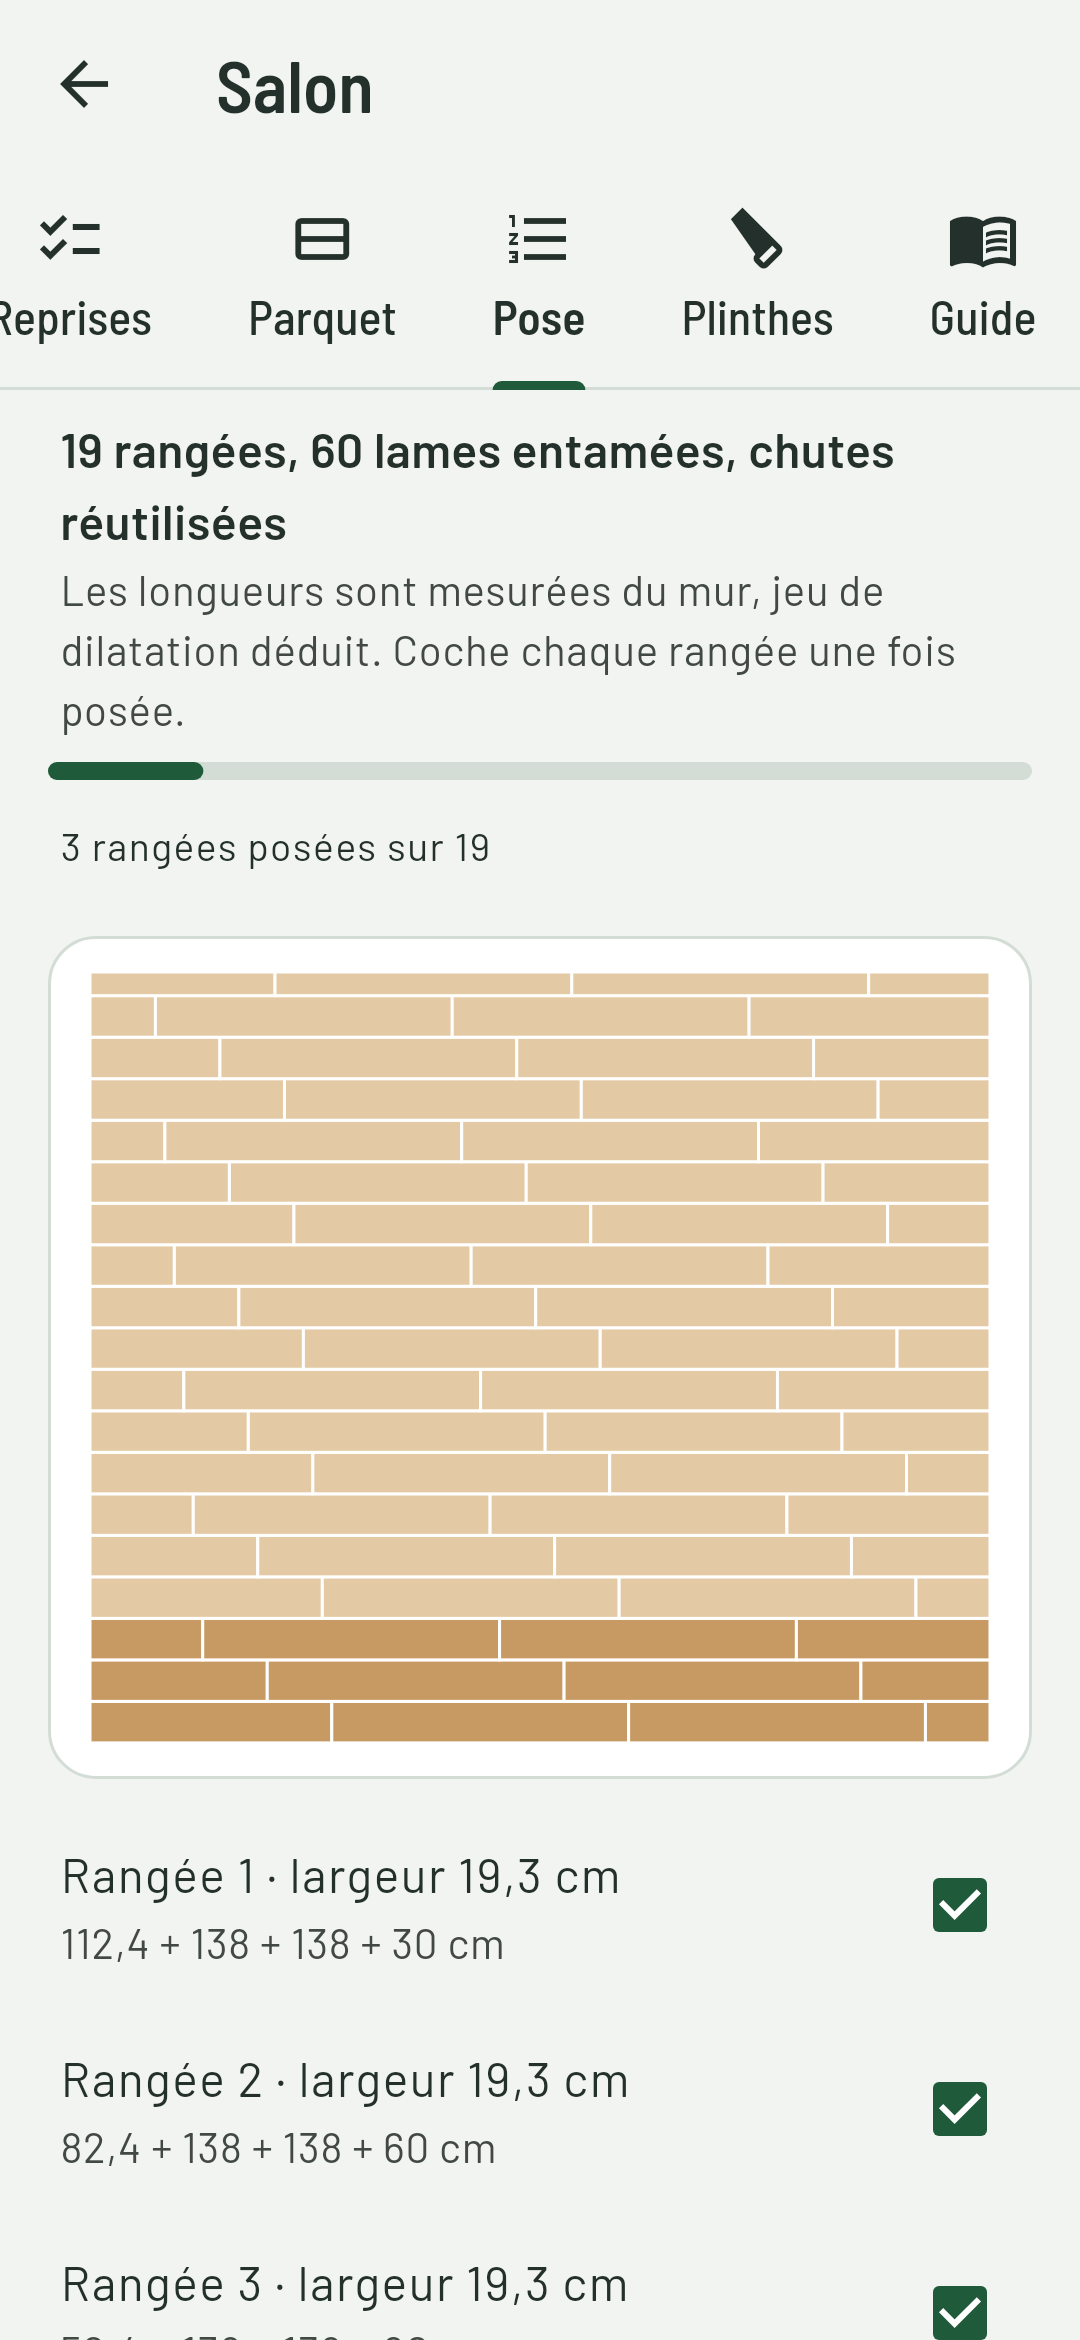 Salon
Reprises Parquet Pose Plinthes Guide
19 rangées, 60 lames entamées, chutes
réutilisées
Les longueurs sont mesurées du mur, jeu de
dilatation déduit. Coche chaque rangée une fois
posée.
3 rangées posées sur 19
Rangée 1 · largeur 19,3 cm
112,4 + 138 + 138 + 30 cm
Rangée 2 · largeur 19,3 cm
82,4 + 138 + 138 + 60 cm
Rangée 3 · largeur 19,3 cm